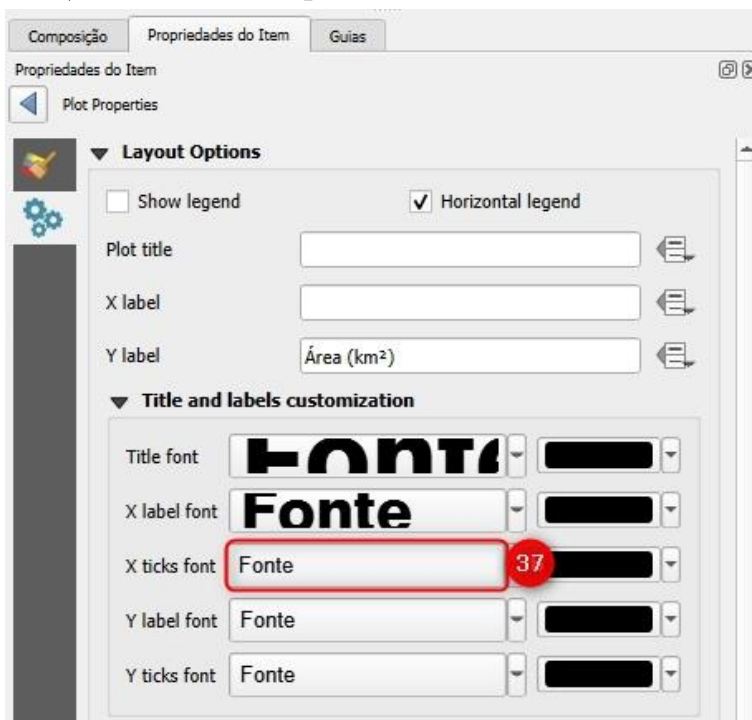 Composição Propriedades do Item Guias
Propriedades do Item
Plot Properties
Layout Options
Show legend Horizontal legend
Plot title
X label
Y label Área (km²)
Title and labels customization
Title font Fonte
X label font Fonte
X ticks font Fonte 37
Y label font Fonte
Y ticks font Fonte